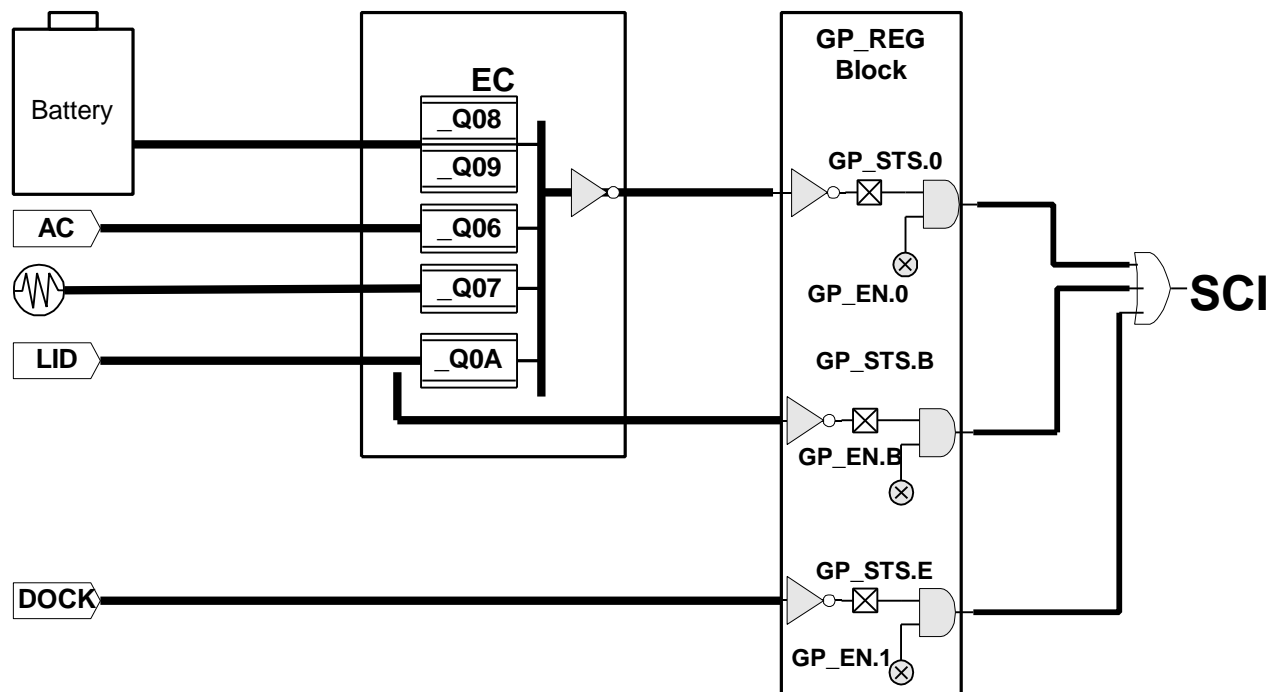 GP_REG
Block
EC
Battery
_Q08
_Q09
GP_STS.0
AC
_Q06
_Q07
GP_EN.0
SCI
LID
_Q0A
GP_STS.B
GP_EN.B
GP_STS.E
DOCK
GP_EN.1